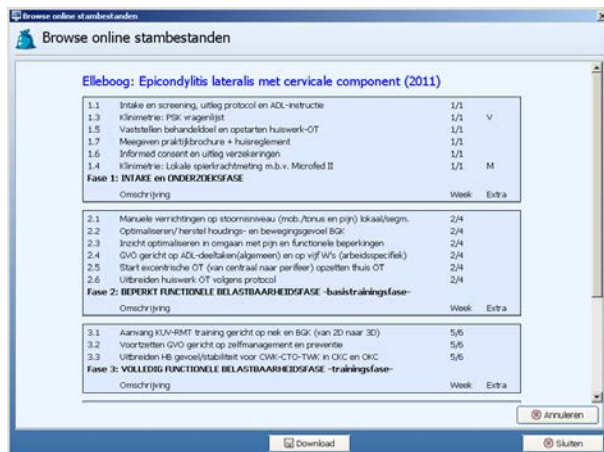 Browse online stambestanden
Browse online stambestanden
Elleboog: Epicondylitis lateralis met cervicale component (2011)
1.1 Intake en screening, uitleg protocol en ADL-instructie 1/1
1.3 Klinimetrie: PSK vragenlijst 1/1 V
1.5 Vaststellen behandeldoel en opstarten huiswerk-OT 1/1
1.7 Meegeven praktijkbrochure + huisreglement 1/1
1.6 Informed consent en uitleg verzekeringen 1/1
1.4 Klinimetrie: Lokale spierkrachtmeting m.b.v. Microfed II 1/1 M
Fase 1: INTAKE en ONDERZOEKSFASE
Omschrijving Week Extra
2.1 Manuele verrichtingen op stoornisniveau (mob./tonus en pijn) lokaal/segm. 2/4
2.2 Optimaliseren/ herstel houdings- en bewegingsgevoel BGK 2/4
2.3 Inzicht optimaliseren in omgaan met pijn en functionele beperkingen 2/4
2.4 GVO gericht op ADL-deeltaken(algemeen) en op vijf W's (arbeidsspecifiek) 2/4
2.5 Start excentrische OT (van centraal naar perifeer) opzetten thuis OT 2/4
2.6 Uitbreiden huiswerk OT volgens protocol 2/4
Fase 2: BEPERKT FUNCTIONELE BELASTBAARHEIDSFASE -basistrainingsfase-
Omschrijving Week Extra
3.1 Aanvang KUV-RMT training gericht op nek en BGK (van 2D naar 3D) 5/6
3.2 Voortzetten GVO gericht op zelfmanagement en preventie 5/6
3.3 Uitbreiden HB gevoel/stabiliteit voor CWK-CTO-TWK in CKC en OKC 5/6
Fase 3: VOLLEDIG FUNCTIONELE BELASTBAARHEIDSFASE -trainingsfase-
Omschrijving Week Extra
Annuleren
Download Sluiten